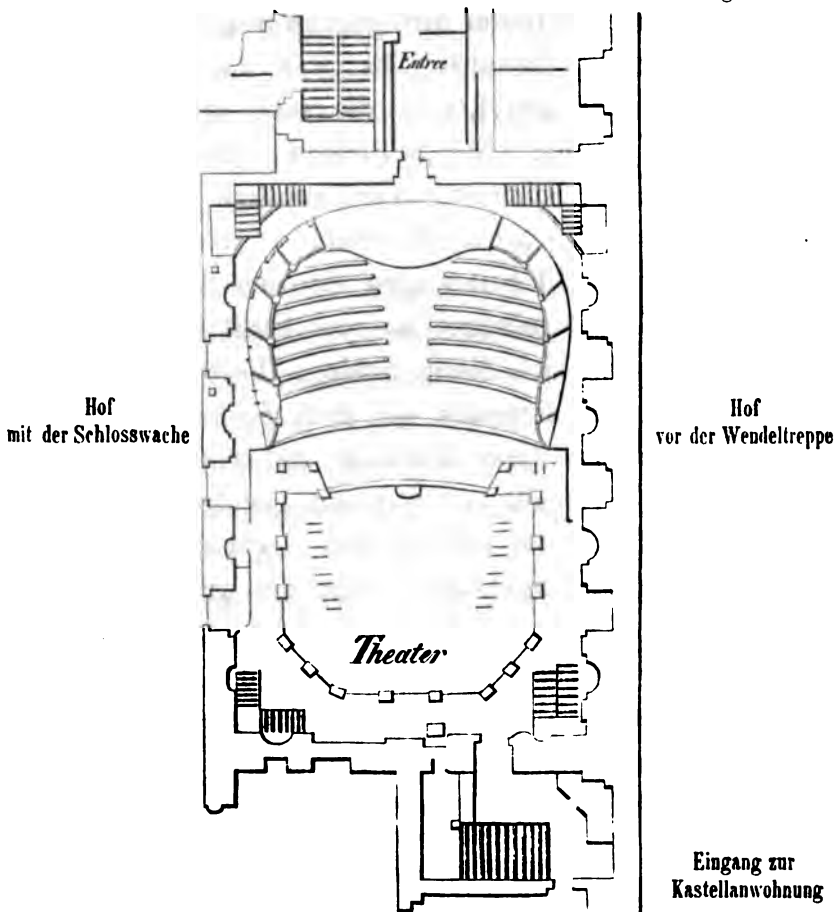 Entree
Hof
mit der Schlosswache
Hof
vor der Wendeltreppe
Theater
Eingang zur
Kastellanwohnung